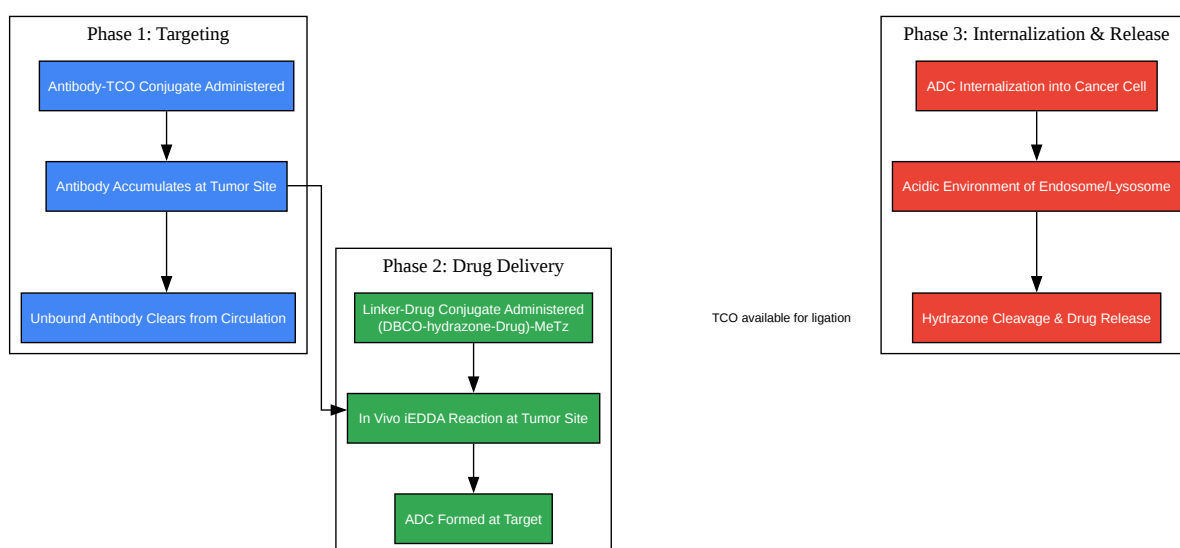 Phase 1: Targeting
Antibody-TCO Conjugate Administered
Antibody Accumulates at Tumor Site
Unbound Antibody Clears from Circulation
Phase 2: Drug Delivery
Linker-Drug Conjugate Administered
(DBCO-hydrazone-Drug)-MeTz
In Vivo iEDDA Reaction at Tumor Site
ADC Formed at Target
TCO available for ligation
Phase 3: Internalization & Release
ADC Internalization into Cancer Cell
Acidic Environment of Endosome/Lysosome
Hydrazone Cleavage & Drug Release